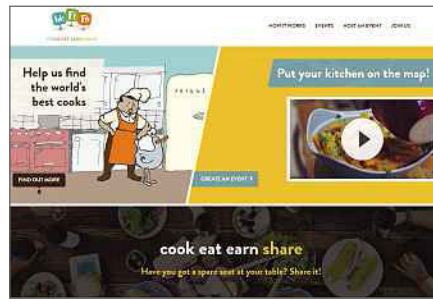 HOW IT WORKS EVENTS HOST AN EVENT JOIN US
Help us find
the world's
best cooks
Put your kitchen on the map!
FIND OUT MORE
CREATE AN EVENT
cook eat earn share
Have you got a spare seat at your table? Share it!